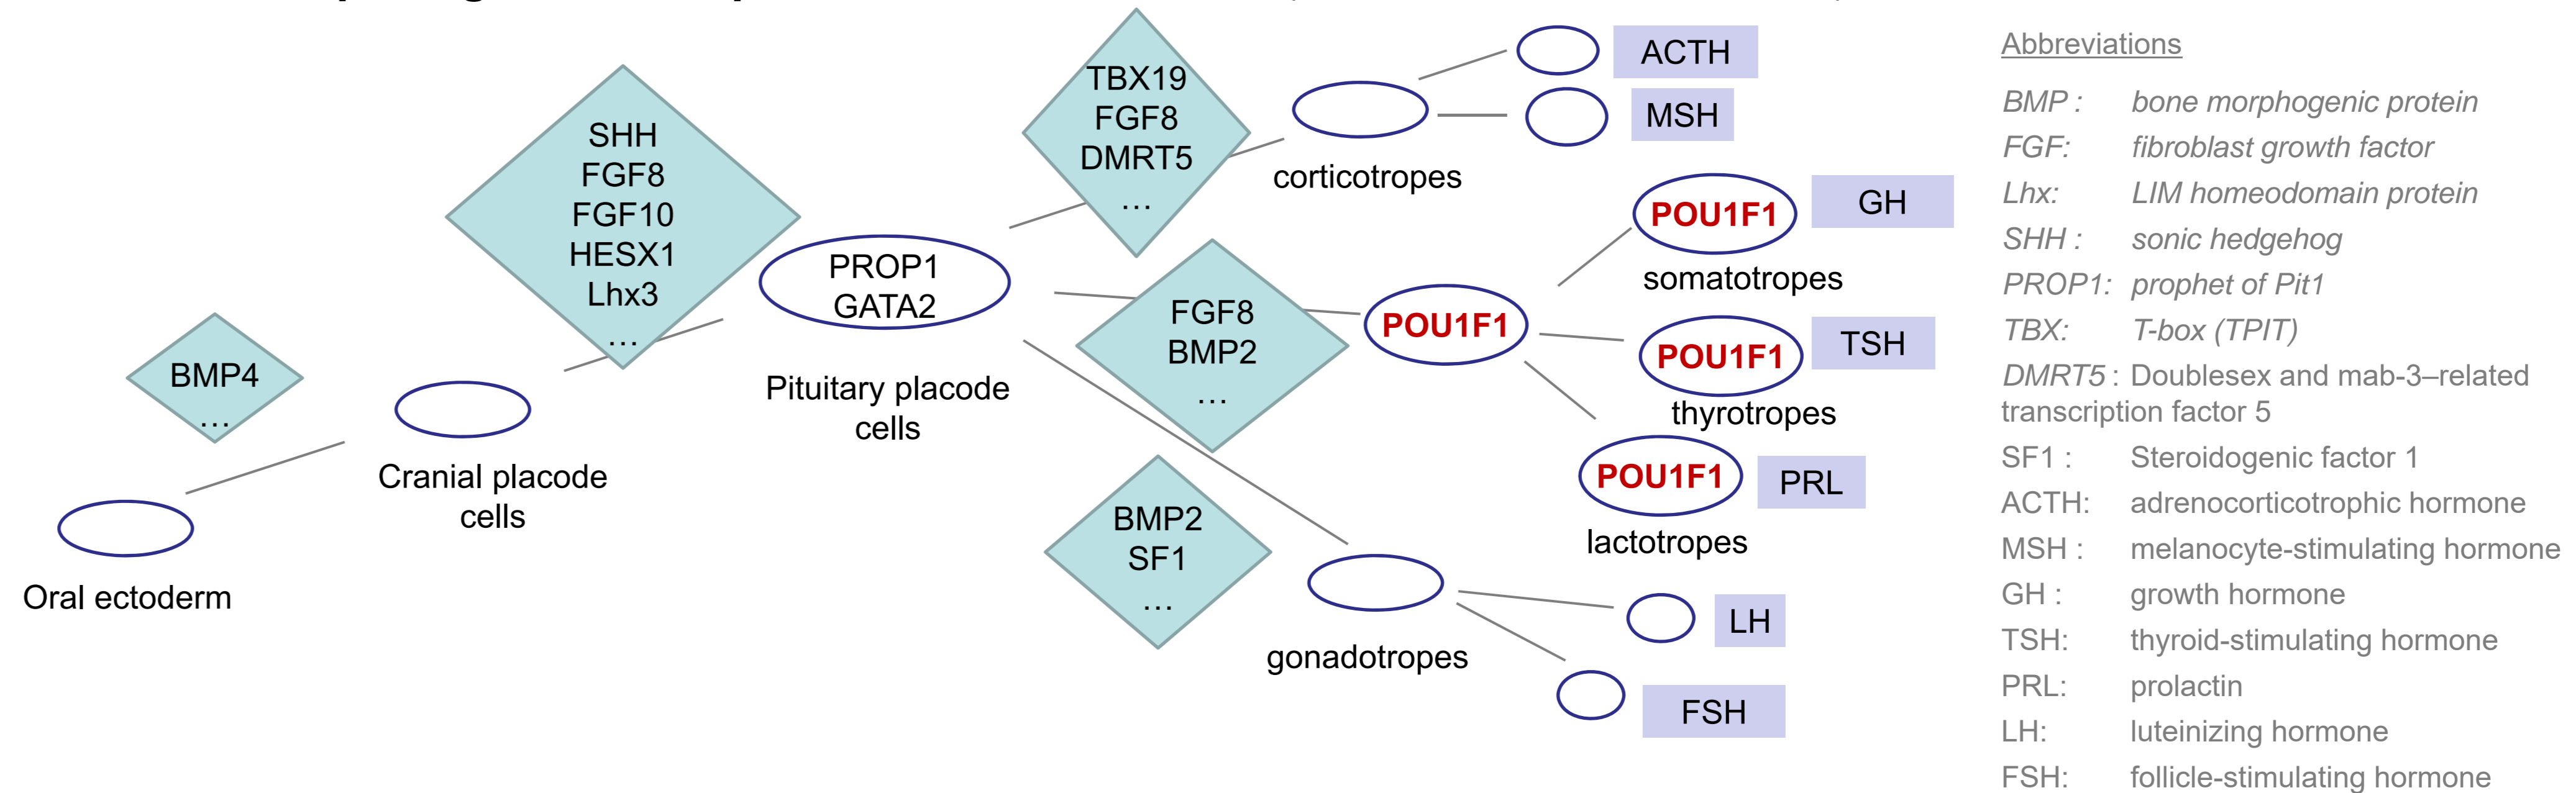 BMP4
…
Oral ectoderm
SHH
FGF8
FGF10
HESX1
Lhx3
…
Cranial placode
cells
PROP1
GATA2
Pituitary placode
cells
TBX19
FGF8
DMRT5
…
corticotropes
ACTH
MSH
FGF8
BMP2
…
POU1F1
POU1F1
GH
somatotropes
POU1F1
TSH
thyrotropes
POU1F1
PRL
lactotropes
BMP2
SF1
…
gonadotropes
LH
FSH
Abbreviations
BMP : bone morphogenic protein
FGF: fibroblast growth factor
Lhx: LIM homeodomain protein
SHH : sonic hedgehog
PROP1: prophet of Pit1
TBX: T-box (TPIT)
DMRT5 : Doublesex and mab-3–related
transcription factor 5
SF1 : Steroidogenic factor 1
ACTH: adrenocorticotrophic hormone
MSH : melanocyte-stimulating hormone
GH : growth hormone
TSH: thyroid-stimulating hormone
PRL: prolactin
LH: luteinizing hormone
FSH: follicle-stimulating hormone